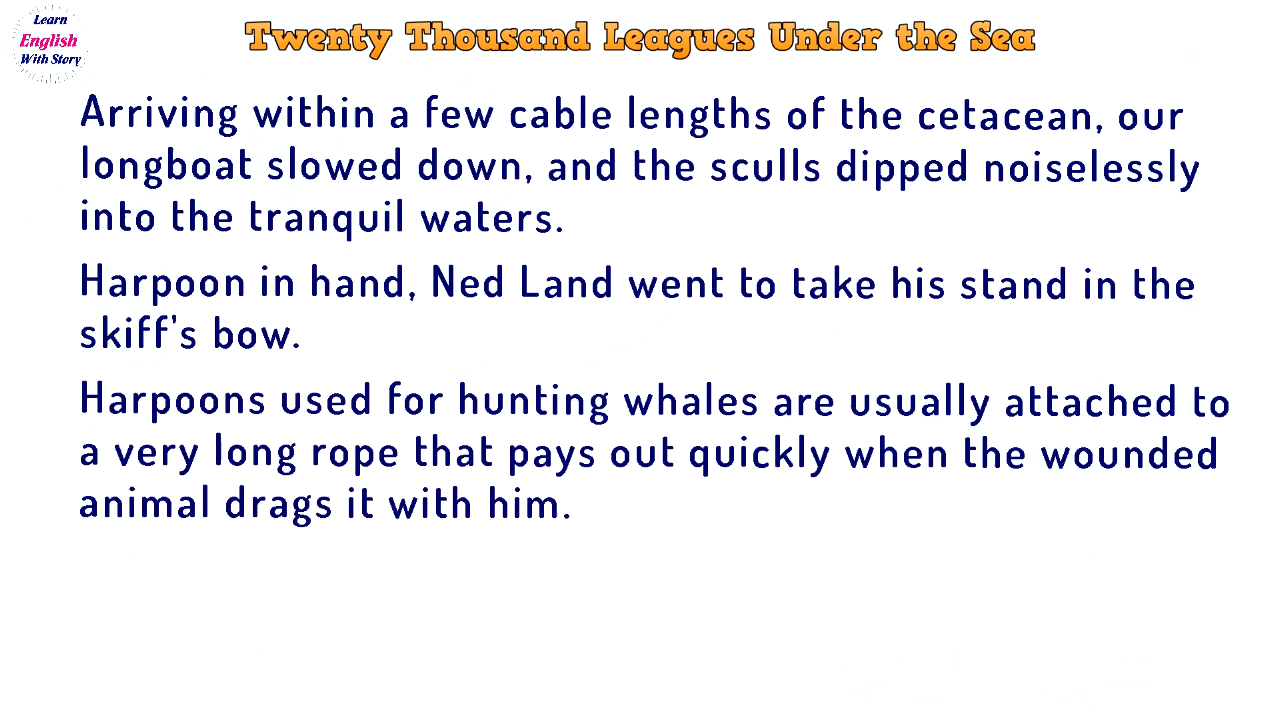 Learn
English
With Story
Twenty Thousand Leagues Under the Sea
Arriving within a few cable lengths of the cetacean, our
longboat slowed down, and the sculls dipped noiselessly
into the tranquil waters.
Harpoon in hand, Ned Land went to take his stand in the
skiff's bow.
Harpoons used for hunting whales are usually attached to
a very long rope that pays out quickly when the wounded
animal drags it with him.